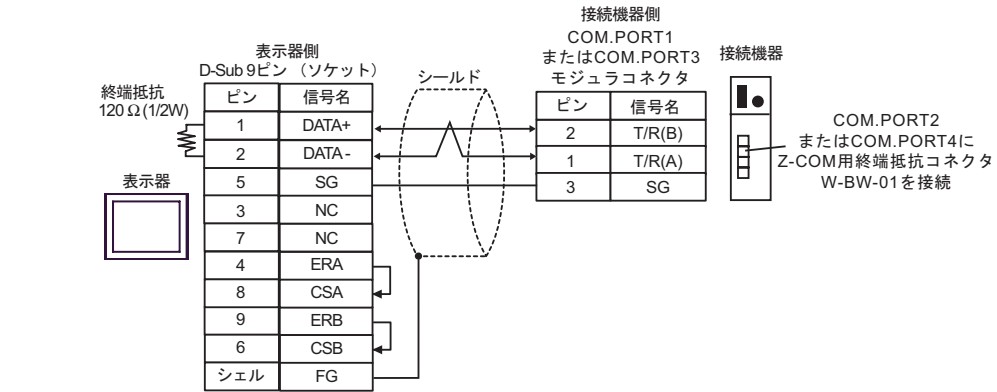 接続機器側
COM.PORT1
またはCOM.PORT3
モジュラコネクタ
表示器側
D-Sub 9ピン （ソケット）
シールド
接続機器
終端抵抗
120Ω(1/2W)
ピン 信号名
1 DATA+
2 DATA-
5 SG
3 NC
7 NC
4 ERA
8 CSA
9 ERB
6 CSB
シェル FG
表示器
ピン 信号名
2 T/R(B)
1 T/R(A)
3 SG
COM.PORT2
またはCOM.PORT4に
Z-COM用終端抵抗コネクタ
W-BW-01を接続